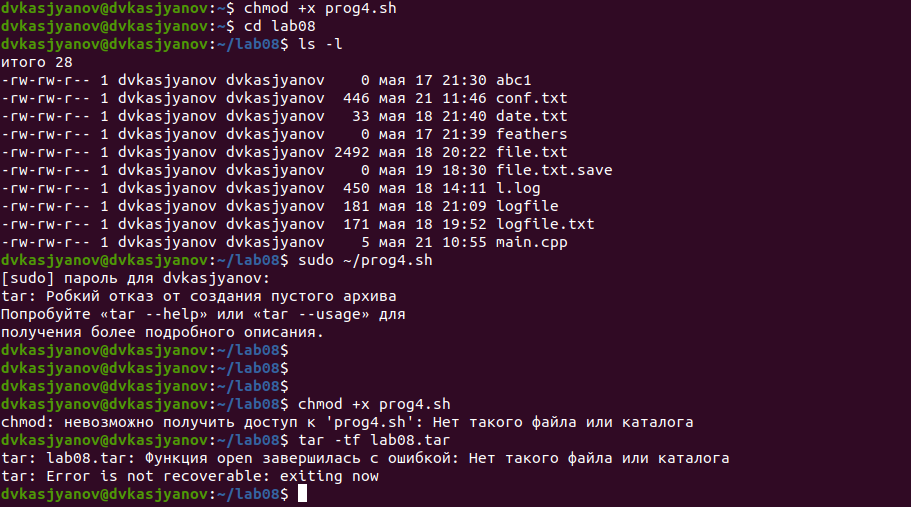 dvkasjyanov@dvkasjyanov:~$ chmod +x prog4.sh
dvkasjyanov@dvkasjyanov:~$ cd lab08
dvkasjyanov@dvkasjyanov:~/lab08$ ls -l
итого 28
-rw-rw-r-- 1 dvkasjyanov dvkasjyanov    0 мая 17 21:30 abc1
-rw-rw-r-- 1 dvkasjyanov dvkasjyanov  446 мая 21 11:46 conf.txt
-rw-rw-r-- 1 dvkasjyanov dvkasjyanov   33 мая 18 21:40 date.txt
-rw-rw-r-- 1 dvkasjyanov dvkasjyanov    0 мая 17 21:39 feathers
-rw-rw-r-- 1 dvkasjyanov dvkasjyanov 2492 мая 18 20:22 file.txt
-rw-rw-r-- 1 dvkasjyanov dvkasjyanov    0 мая 19 18:30 file.txt.save
-rw-rw-r-- 1 dvkasjyanov dvkasjyanov  450 мая 18 14:11 l.log
-rw-rw-r-- 1 dvkasjyanov dvkasjyanov  181 мая 18 21:09 logfile
-rw-rw-r-- 1 dvkasjyanov dvkasjyanov  171 мая 18 19:52 logfile.txt
-rw-rw-r-- 1 dvkasjyanov dvkasjyanov    5 мая 21 10:55 main.cpp
dvkasjyanov@dvkasjyanov:~/lab08$ sudo ~/prog4.sh
[sudo] пароль для dvkasjyanov:
tar: Робкий отказ от создания пустого архива
Попробуйте «tar --help» или «tar --usage» для
получения более подробного описания.
dvkasjyanov@dvkasjyanov:~/lab08$
dvkasjyanov@dvkasjyanov:~/lab08$
dvkasjyanov@dvkasjyanov:~/lab08$
dvkasjyanov@dvkasjyanov:~/lab08$ chmod +x prog4.sh
chmod: невозможно получить доступ к 'prog4.sh': Нет такого файла или каталога
dvkasjyanov@dvkasjyanov:~/lab08$ tar -tf lab08.tar
tar: lab08.tar: Функция open завершилась с ошибкой: Нет такого файла или каталога
tar: Error is not recoverable: exiting now
dvkasjyanov@dvkasjyanov:~/lab08$